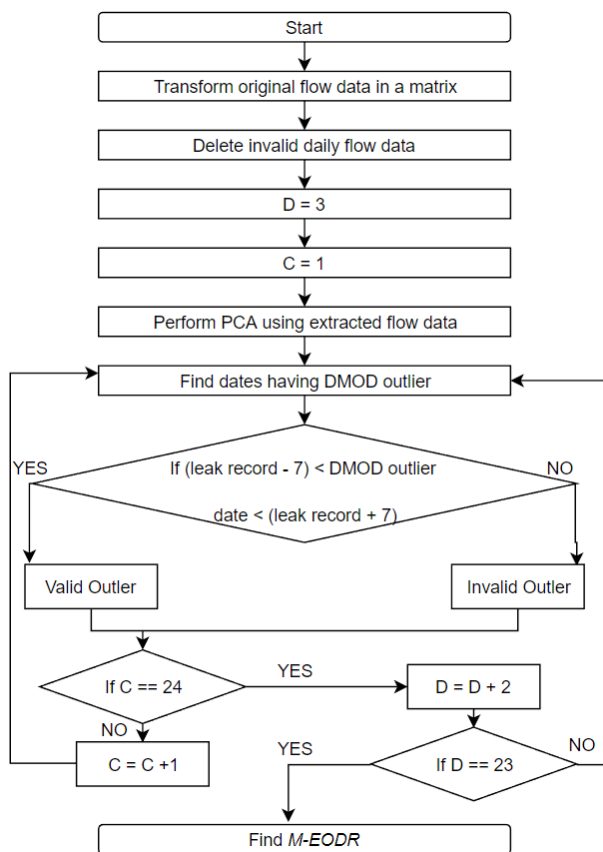 Start
Transform original flow data in a matrix
Delete invalid daily flow data
D = 3
C = 1
Perform PCA using extracted flow data
Find dates having DMOD outlier
YES
If (leak record - 7) < DMOD outlier
NO
date < (leak record + 7)
Valid Outler
Invalid Outler
If C == 24
YES
D = D + 2
NO
C = C +1
YES
If D == 23
NO
Find M-EODR